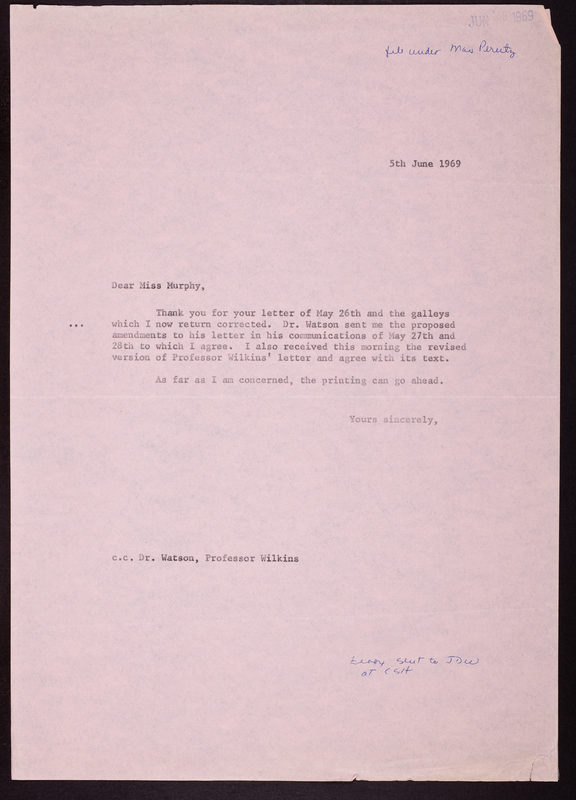 JUN 1969
file under Max Perutz
5th June 1969
Dear Miss Murphy,
Thank you for your letter of May 26th and the galleys
... which I now return corrected. Dr. Watson sent me the proposed
amendments to his letter in his communications of May 27th and
28th to which I agree. I also received this morning the revised
version of Professor Wilkins' letter and agree with its text.
As far as I am concerned, the printing can go ahead.
Yours sincerely,
c.c. Dr. Watson, Professor Wilkins
Xerox sent to JDW
at CSH